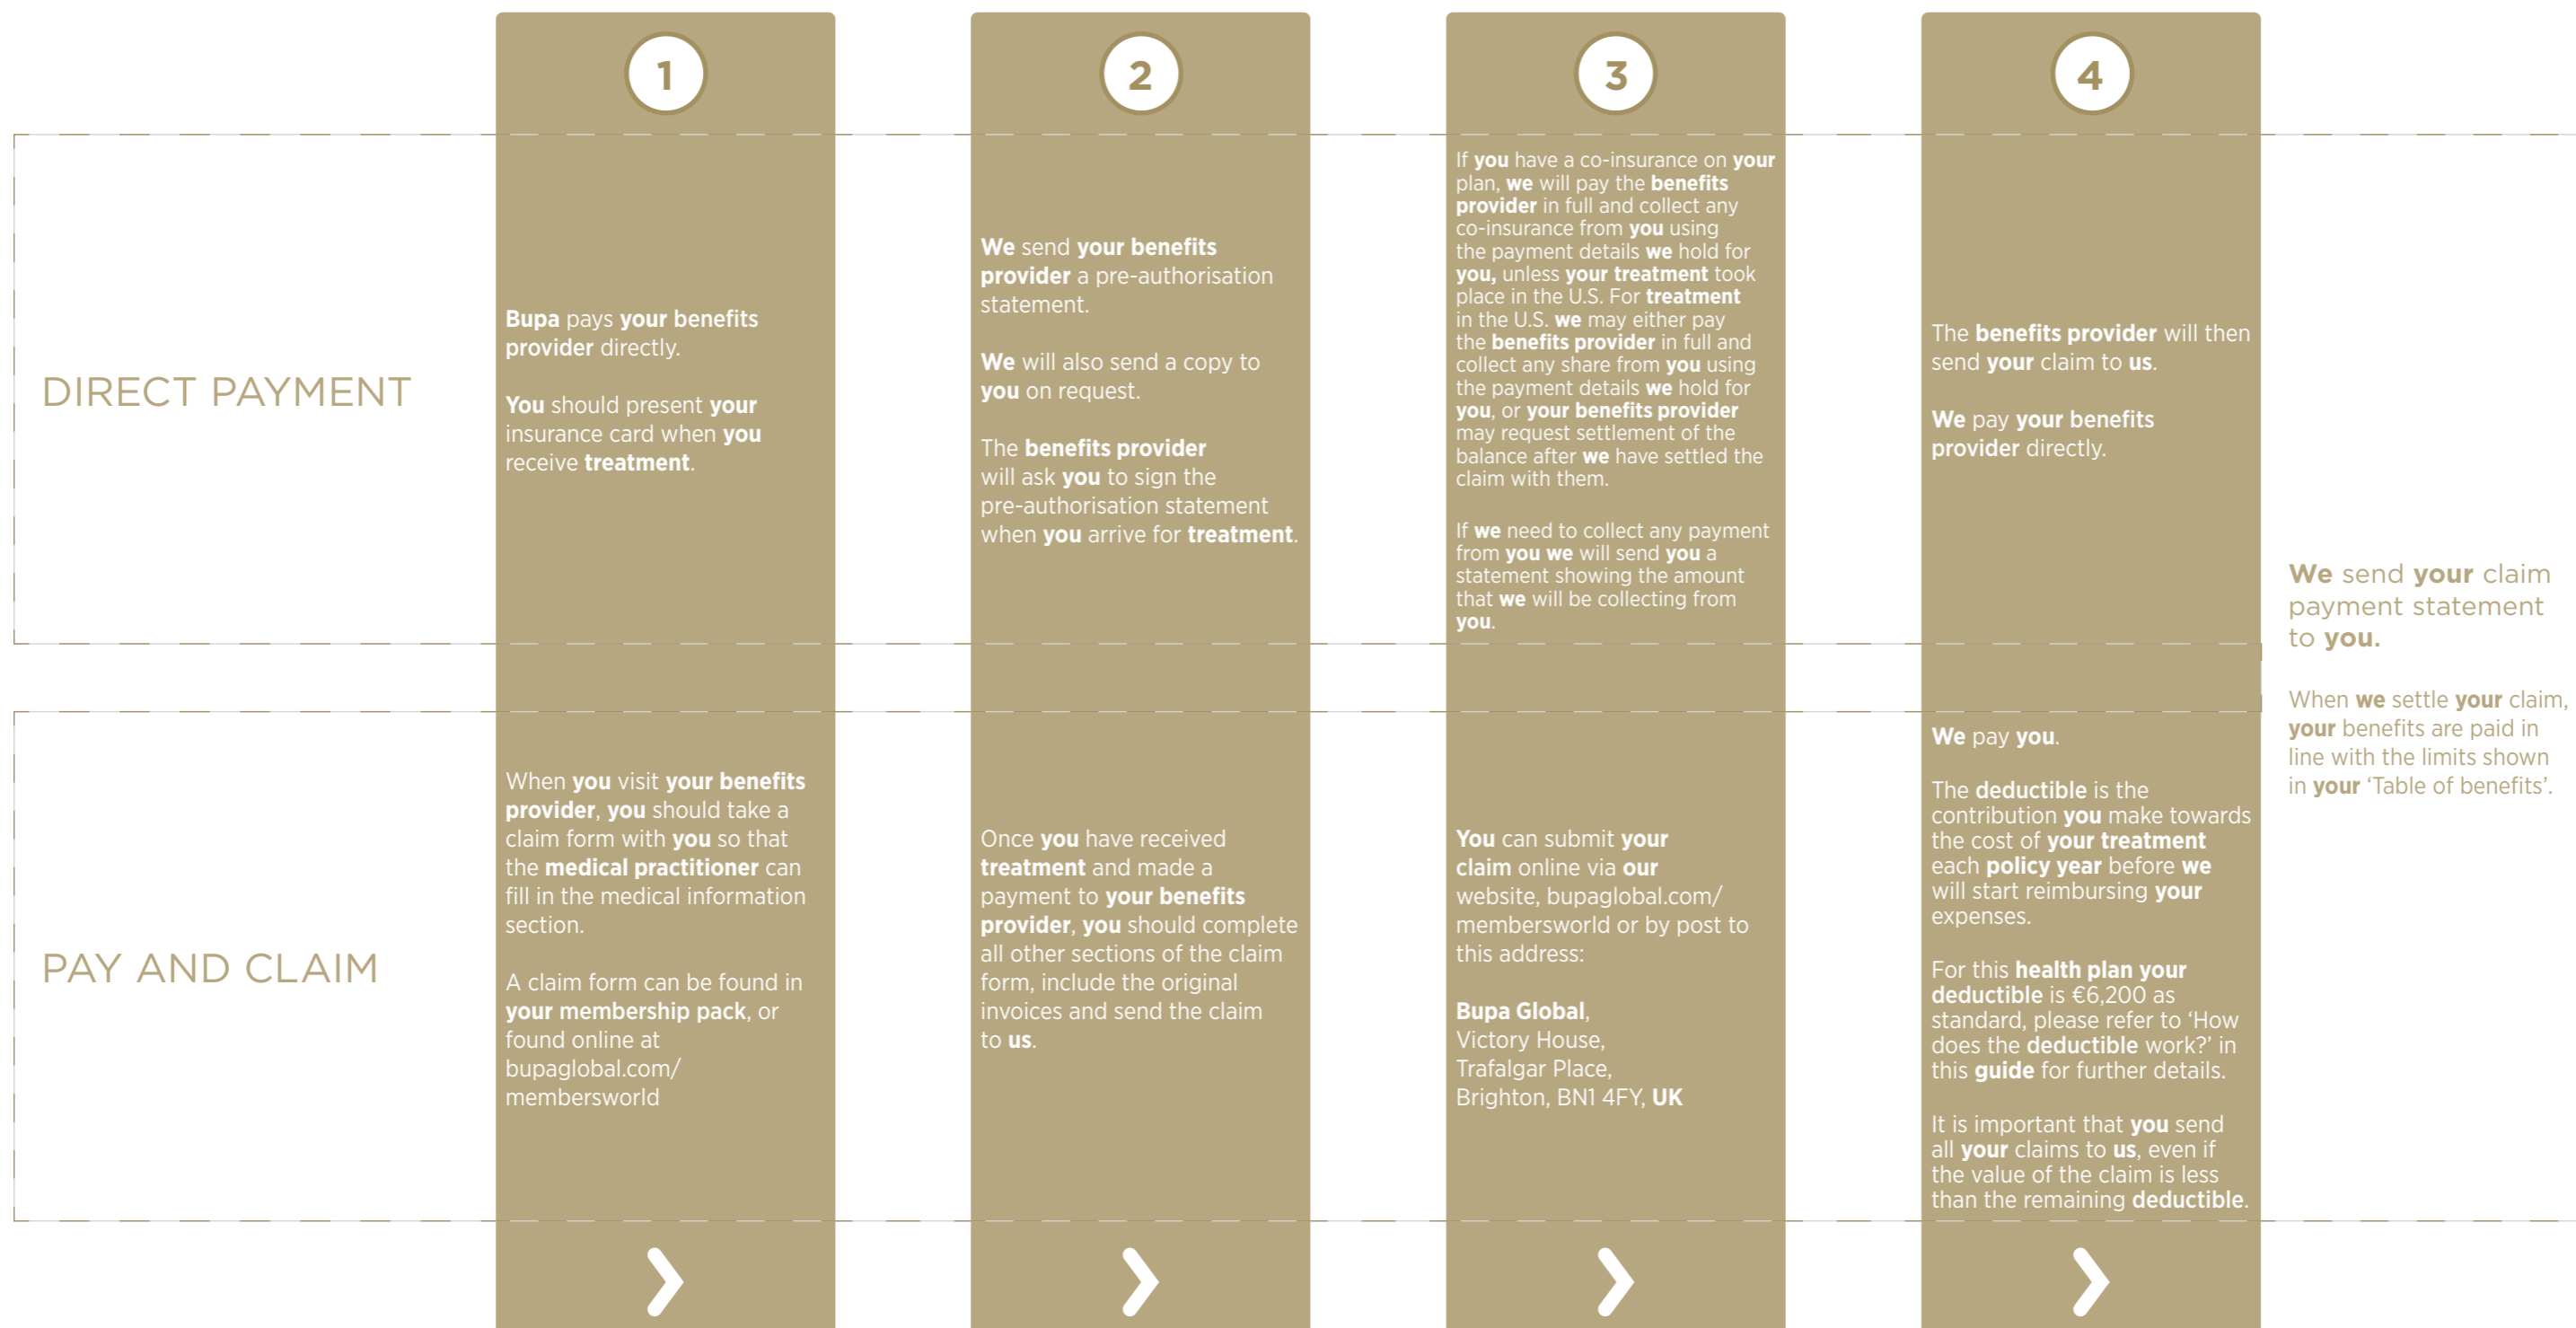 1
2
3
4
DIRECT PAYMENT
Bupa pays your benefits
provider directly.
You should present your
insurance card when you
receive treatment.
We send your benefits
provider a pre-authorisation
statement.
We will also send a copy to
you on request.
The benefits provider
will ask you to sign the
pre-authorisation statement
when you arrive for treatment.
If you have a co-insurance on your
plan, we will pay the benefits
provider in full and collect any
co-insurance from you using
the payment details we hold for
you, unless your treatment took
place in the U.S. For treatment
in the U.S. we may either pay
the benefits provider in full and
collect any share from you using
the payment details we hold for
you, or your benefits provider
may request settlement of the
balance after we have settled the
claim with them.
If we need to collect any payment
from you we will send you a
statement showing the amount
that we will be collecting from
you.
The benefits provider will then
send your claim to us.
We pay your benefits
provider directly.
PAY AND CLAIM
When you visit your benefits
provider, you should take a
claim form with you so that
the medical practitioner can
fill in the medical information
section.
A claim form can be found in
your membership pack, or
found online at
bupaglobal.com/
membersworld
Once you have received
treatment and made a
payment to your benefits
provider, you should complete
all other sections of the claim
form, include the original
invoices and send the claim
to us.
You can submit your
claim online via our
website, bupaglobal.com/
membersworld or by post to
this address:
Bupa Global,
Victory House,
Trafalgar Place,
Brighton, BN1 4FY, UK
We pay you.
The deductible is the
contribution you make towards
the cost of your treatment
each policy year before we
will start reimbursing your
expenses.
For this health plan your
deductible is €6,200 as
standard, please refer to ‘How
does the deductible work?’ in
this guide for further details.
It is important that you send
all your claims to us, even if
the value of the claim is less
than the remaining deductible.
We send your claim
payment statement
to you.
When we settle your claim,
your benefits are paid in
line with the limits shown
in your ‘Table of benefits’.